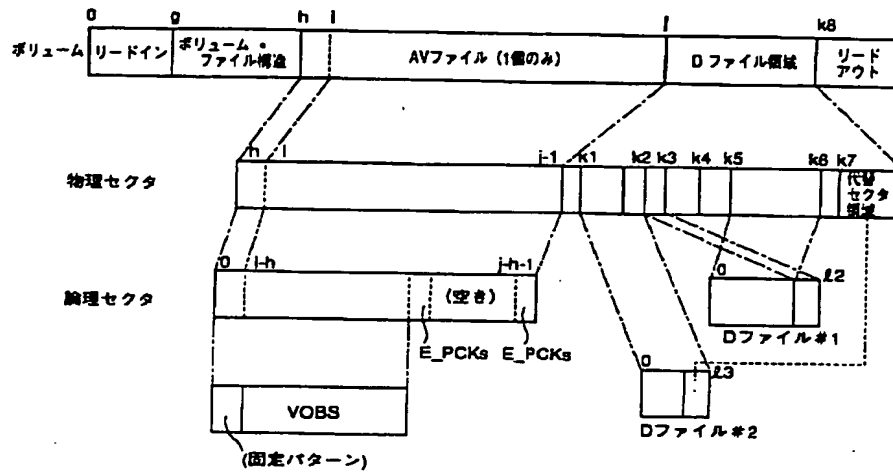 0 g h i j k8
ボリューム リードイン ボリューム・ファイル構造 AVファイル (1個のみ) Dファイル領域 リードアウト
h i j-1 k1 k2 k3 k4 k5 k6 k7
物理セクタ 代替セクタ領域
0 i-h j-h-1 0 ℓ2
論理セクタ (空き)
Dファイル#1
E_PCKs E_PCKs
0 ℓ3
VOBS
Dファイル#2
(固定パターン)